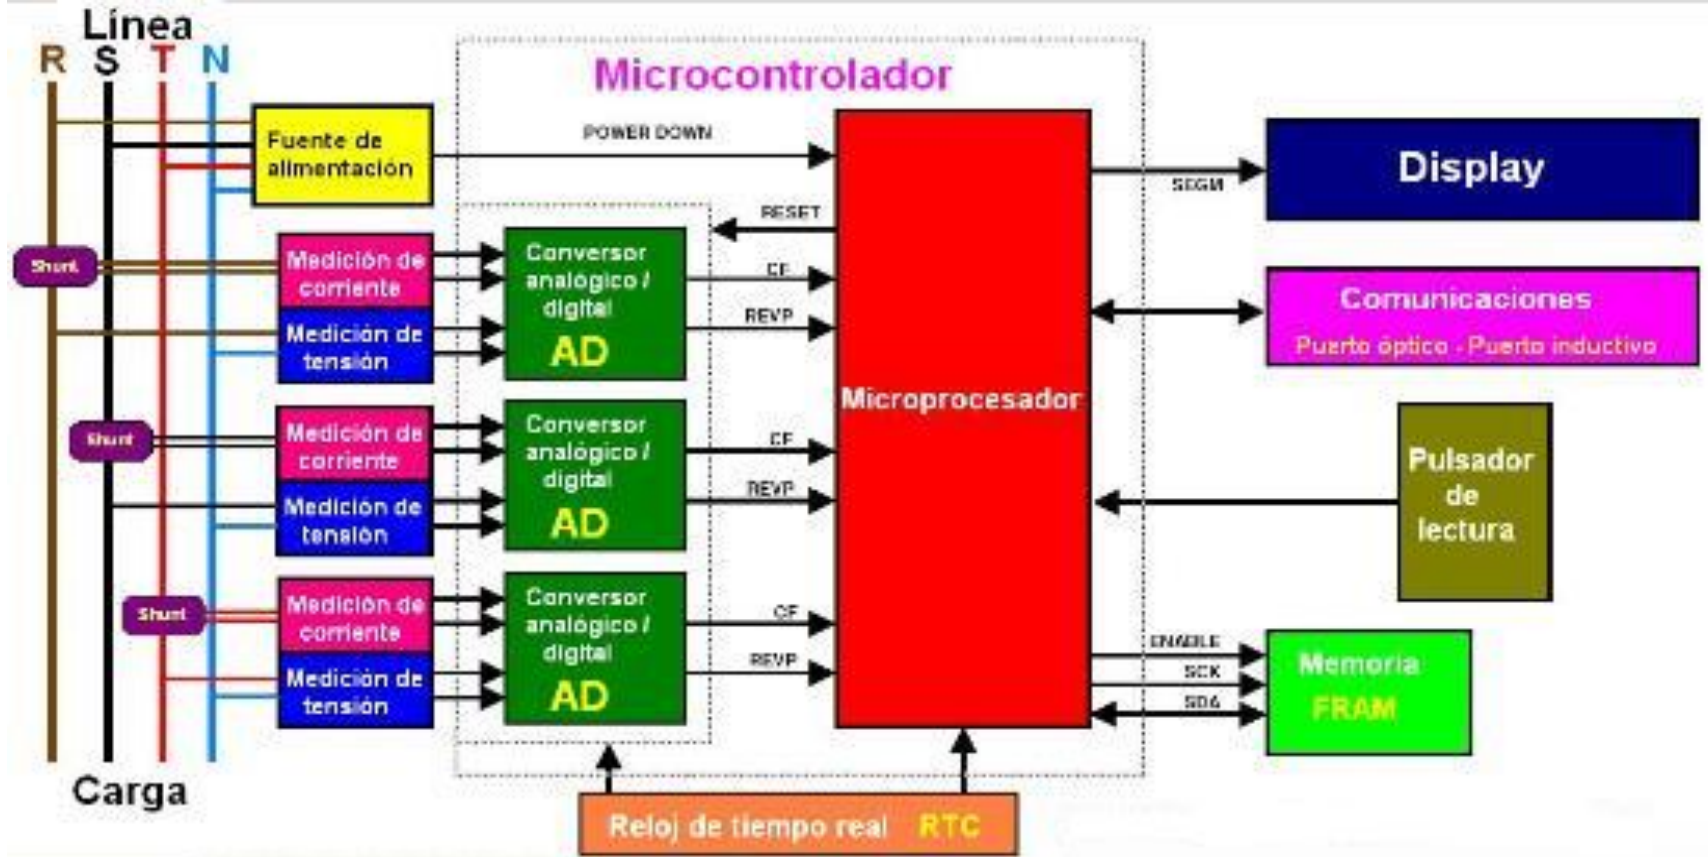 Línea
R S T N
Microcontrolador
Fuente de
alimentación
POWER DOWN
Display
SEGM
RESET
Shunt
Medición de
corriente
Medición de
tensión
Conversor
analógico /
digital
AD
CF
REVP
Comunicaciones
Puerto óptico - Puerto inductivo
Microprocesador
Shunt
Medición de
corriente
Medición de
tensión
Conversor
analógico /
digital
AD
CF
REVP
Pulsador
de
lectura
Shunt
Medición de
corriente
Medición de
tensión
Conversor
analógico /
digital
AD
CF
REVP
ENABLE
SCK
SDA
Memoria
FRAM
Carga
Reloj de tiempo real RTC